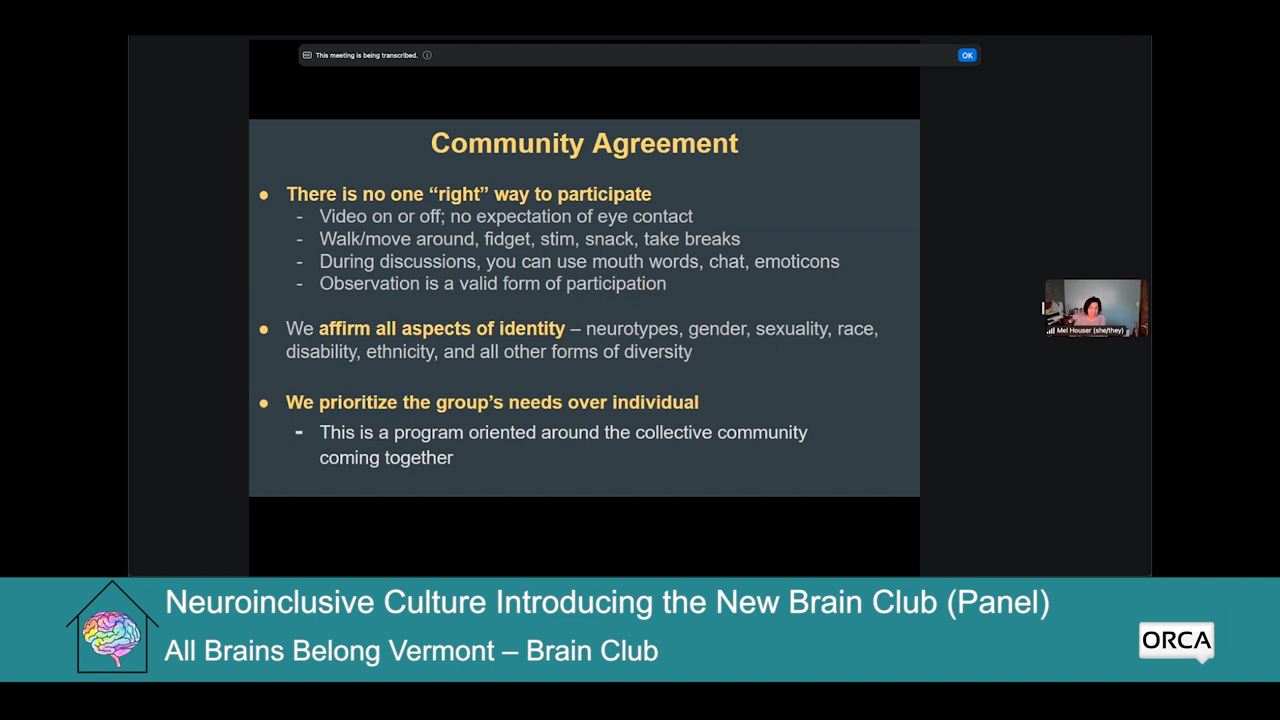 This meeting is being transcribed.
OK
Community Agreement
● There is no one “right” way to participate
- Video on or off; no expectation of eye contact
- Walk/move around, fidget, stim, snack, take breaks
- During discussions, you can use mouth words, chat, emoticons
- Observation is a valid form of participation
● We affirm all aspects of identity – neurotypes, gender, sexuality, race,
disability, ethnicity, and all other forms of diversity
● We prioritize the group’s needs over individual
- This is a program oriented around the collective community
coming together
Mel Houser (she/they)
Neuroinclusive Culture Introducing the New Brain Club (Panel)
All Brains Belong Vermont – Brain Club
ORCA